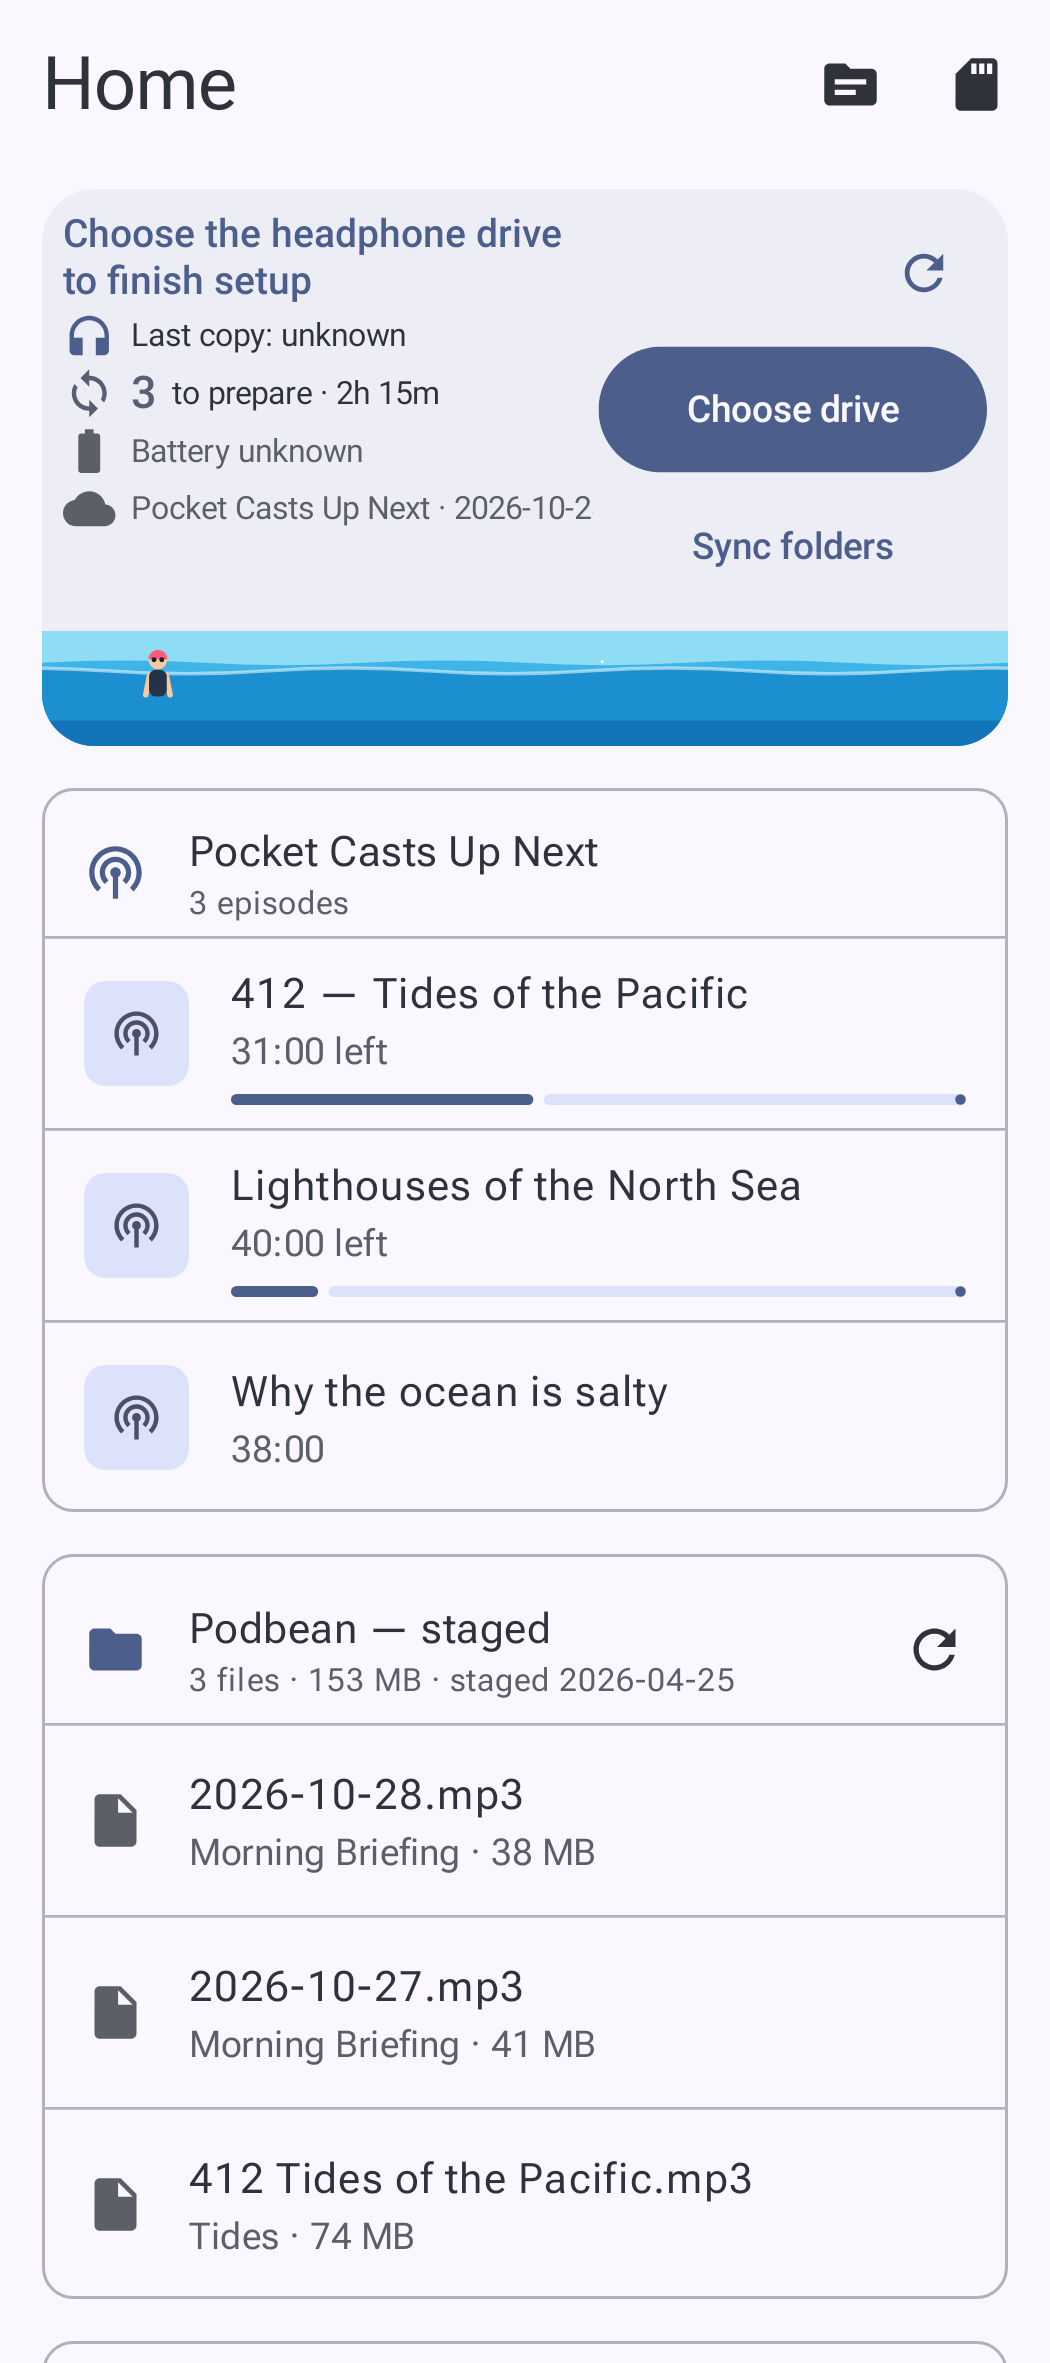 Home
Choose the headphone drive
to finish setup
Last copy: unknown
3 to prepare · 2h 15m
Battery unknown
Pocket Casts Up Next · 2026-10-2
Choose drive
Sync folders
Pocket Casts Up Next
3 episodes
412 — Tides of the Pacific
31:00 left
Lighthouses of the North Sea
40:00 left
Why the ocean is salty
38:00
Podbean — staged
3 files · 153 MB · staged 2026-04-25
2026-10-28.mp3
Morning Briefing · 38 MB
2026-10-27.mp3
Morning Briefing · 41 MB
412 Tides of the Pacific.mp3
Tides · 74 MB